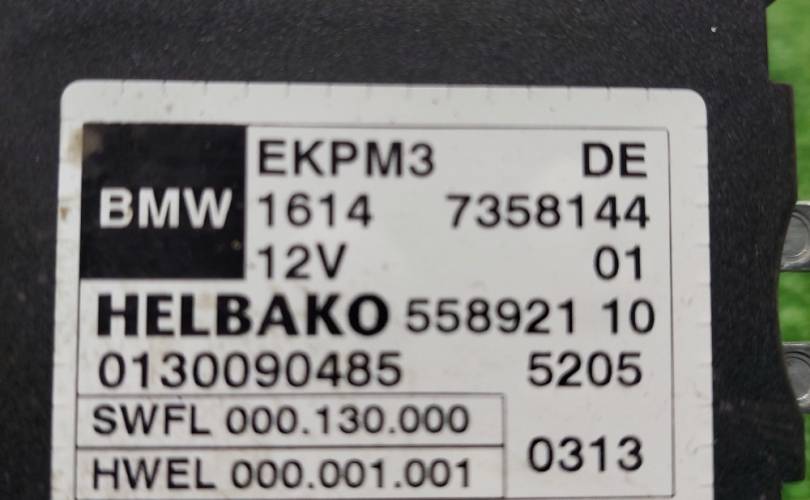 EKPM3 DE
BMW 1614 7358144
12V 01
HELBAKO 558921 10
0130090485 5205
SWFL 000.130.000
0313
HWEL 000.001.001